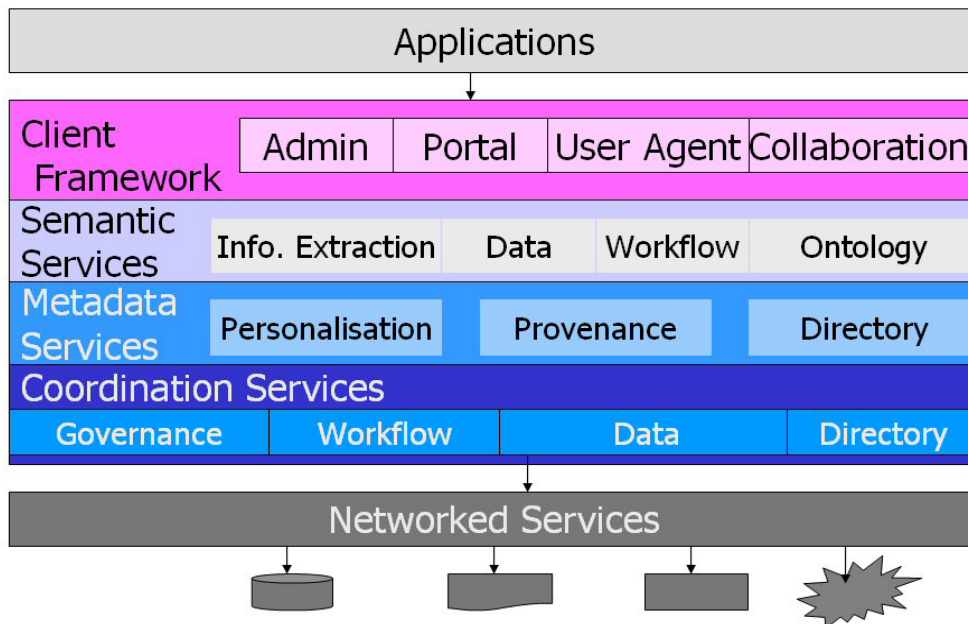 Applications
Client
Framework
Admin
Portal
User Agent
Collaboration
Semantic
Services
Info. Extraction
Data
Workflow
Ontology
Metadata
Services
Personalisation
Provenance
Directory
Coordination Services
Governance
Workflow
Data
Directory
Networked Services